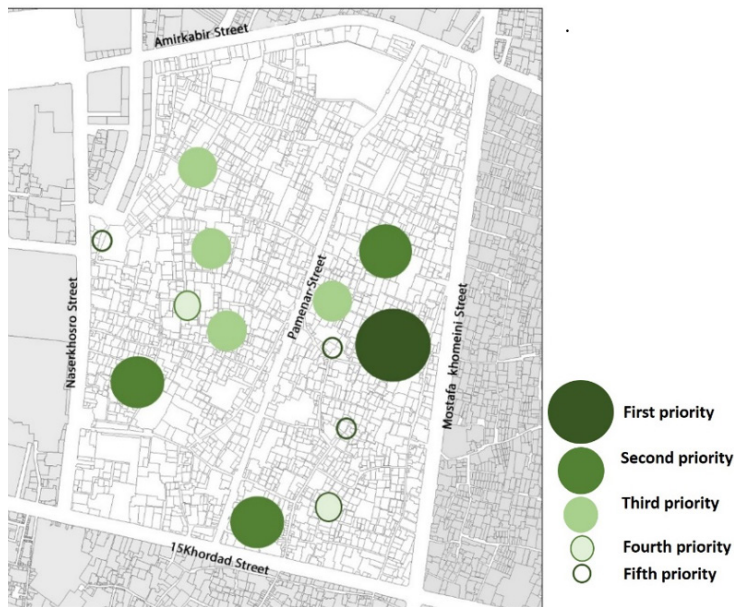 Amirkabir Street
Naserkhosro Street
Pamenar Street
Mostafa khomeini Street
15Khordad Street
First priority
Second priority
Third priority
Fourth priority
Fifth priority